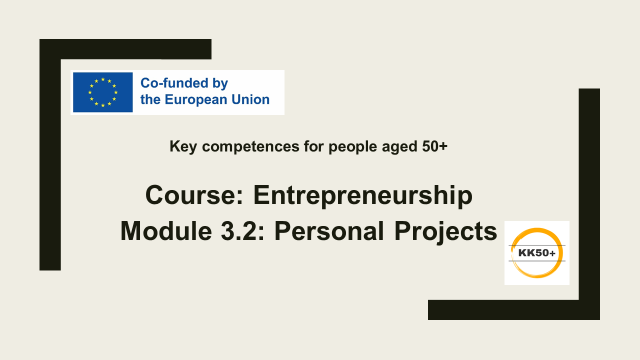 Co-funded by
the European Union
Key competences for people aged 50+
Course: Entrepreneurship
Module 3.2: Personal Projects
KK50+